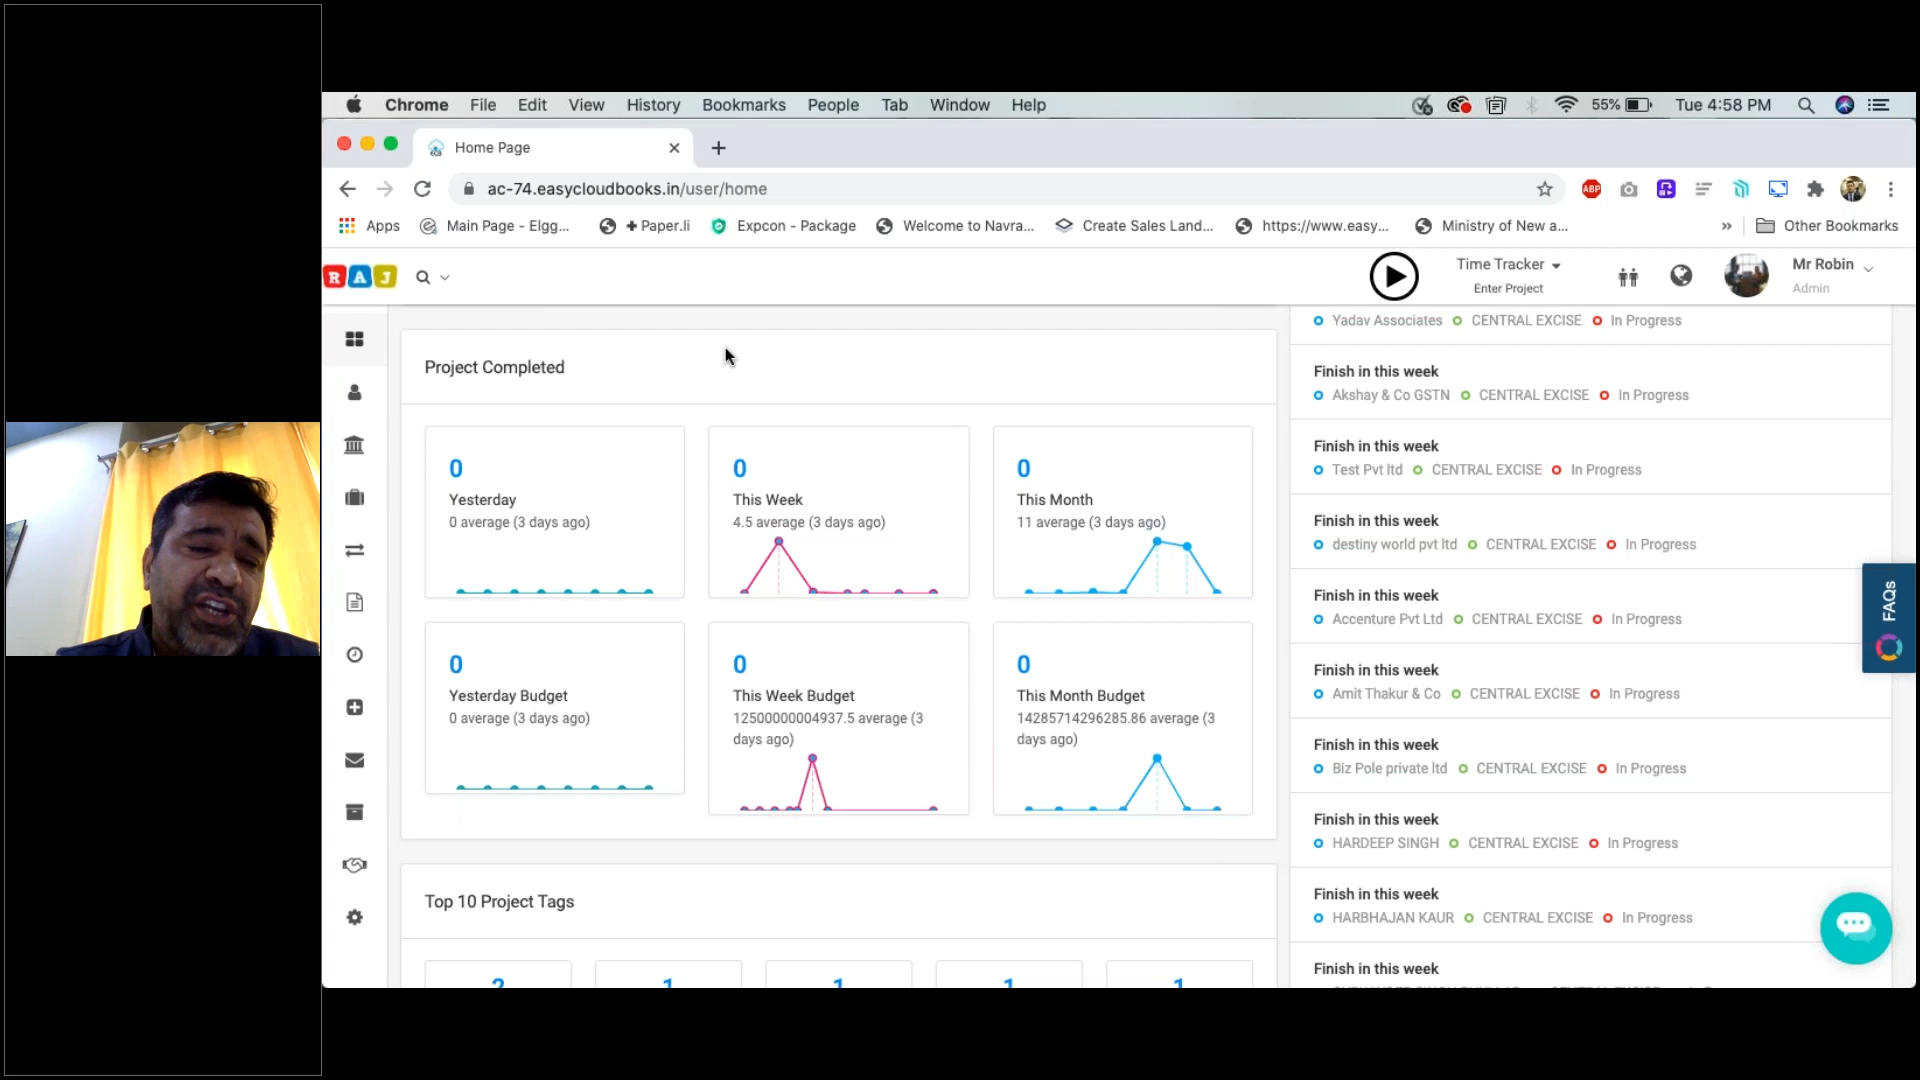 Chrome File Edit View History Bookmarks People Tab Window Help 55% Tue 4:58 PM
Home Page
ac-74.easycloudbooks.in/user/home
ABP
Apps Main Page - Elgg... + Paper.li Expcon - Package Welcome to Navra... Create Sales Land... https://www.easy... Ministry of New a... » Other Bookmarks
RAJ
Time Tracker
Enter Project
Mr Robin
Admin
Project Completed
0
Yesterday
0 average (3 days ago)
0
This Week
4.5 average (3 days ago)
0
This Month
11 average (3 days ago)
0
Yesterday Budget
0 average (3 days ago)
0
This Week Budget
12500000004937.5 average (3
days ago)
0
This Month Budget
14285714296285.86 average (3
days ago)
Top 10 Project Tags
2 1 1 1 1
Yadav Associates CENTRAL EXCISE In Progress
Finish in this week
Akshay & Co GSTN CENTRAL EXCISE In Progress
Finish in this week
Test Pvt ltd CENTRAL EXCISE In Progress
Finish in this week
destiny world pvt ltd CENTRAL EXCISE In Progress
Finish in this week
Accenture Pvt Ltd CENTRAL EXCISE In Progress
Finish in this week
Amit Thakur & Co CENTRAL EXCISE In Progress
Finish in this week
Biz Pole private ltd CENTRAL EXCISE In Progress
Finish in this week
HARDEEP SINGH CENTRAL EXCISE In Progress
Finish in this week
HARBHAJAN KAUR CENTRAL EXCISE In Progress
Finish in this week
FAQs